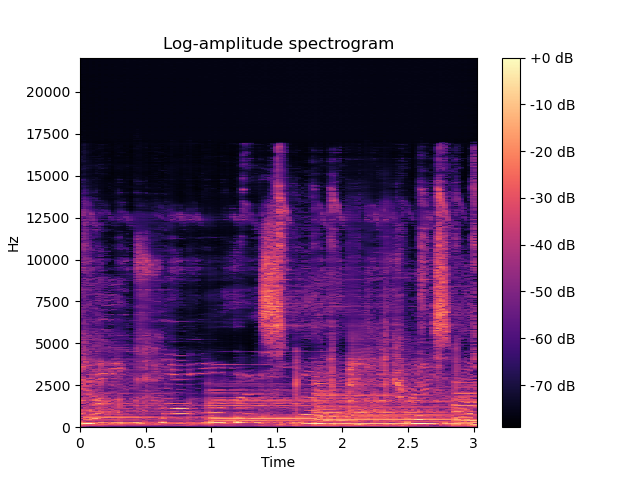 Log-amplitude spectrogram
Hz
20000
17500
15000
12500
10000
7500
5000
2500
0
0 0.5 1 1.5 2 2.5 3
Time
+0 dB
-10 dB
-20 dB
-30 dB
-40 dB
-50 dB
-60 dB
-70 dB